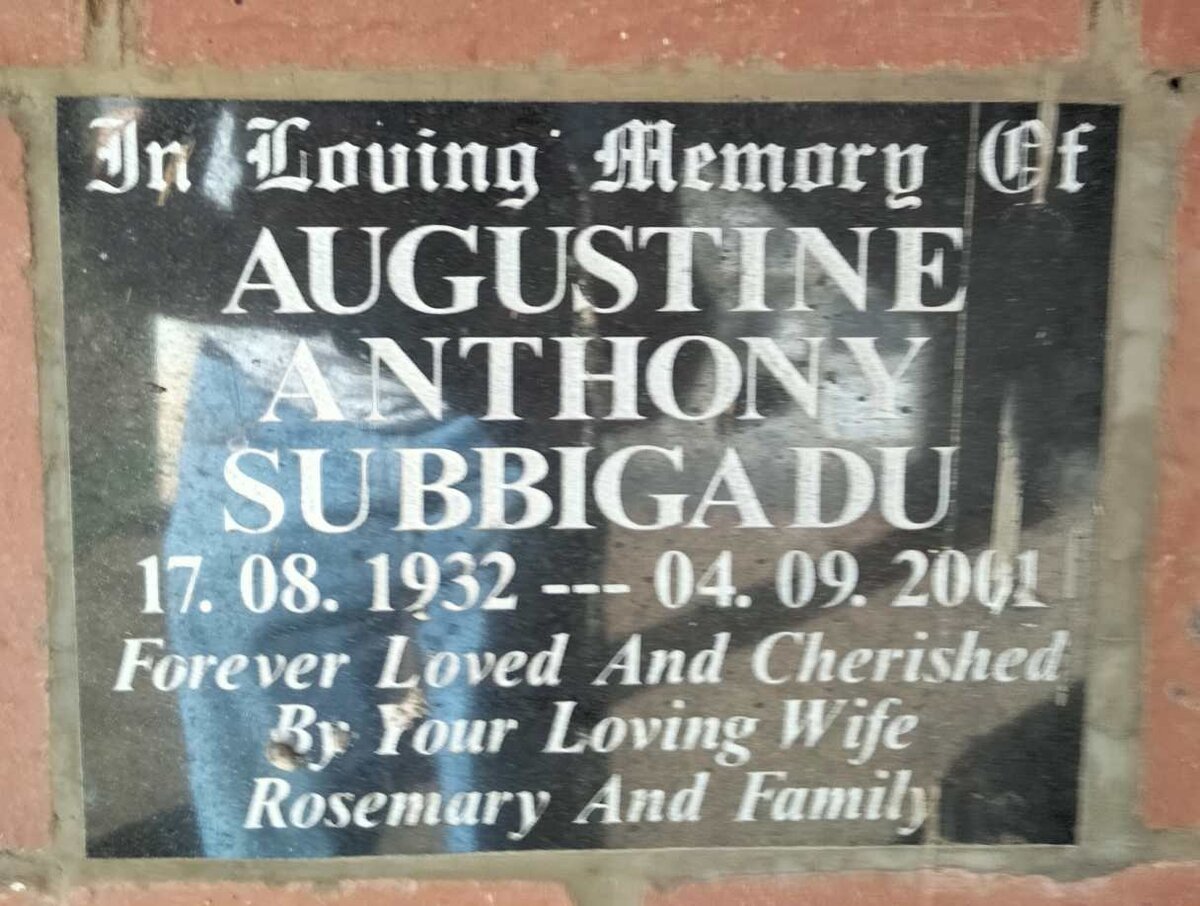 In Loving Memory Of
AUGUSTINE
ANTHONY
SUBBIGADU
17. 08. 1932 --- 04. 09. 2001
Forever Loved And Cherished
By Your Loving Wife
Rosemary And Family